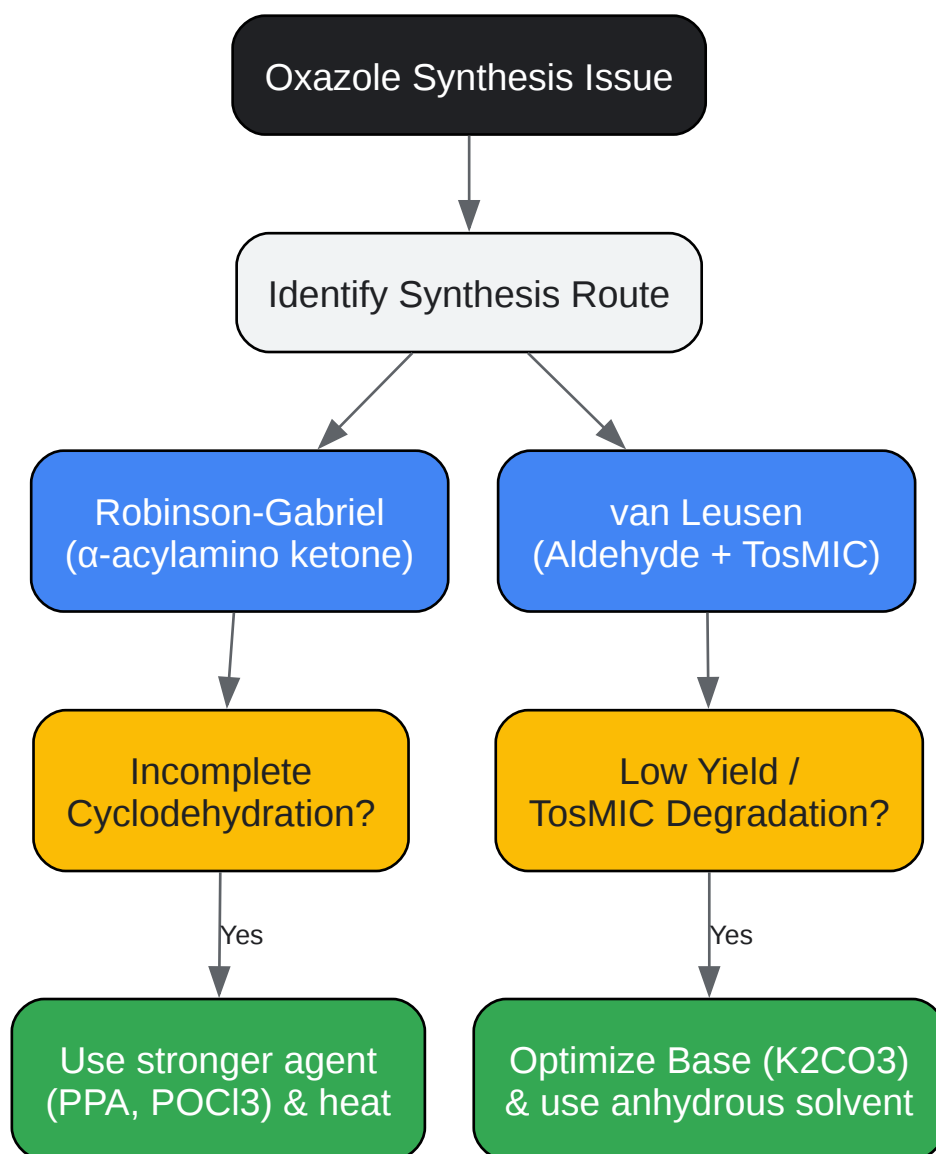 Oxazole Synthesis Issue
Identify Synthesis Route
Robinson-Gabriel
(α-acylamino ketone)
van Leusen
(Aldehyde + TosMIC)
Incomplete
Cyclodehydration?
Low Yield /
TosMIC Degradation?
Yes
Yes
Use stronger agent
(PPA, POCl3) & heat
Optimize Base (K2CO3)
& use anhydrous solvent